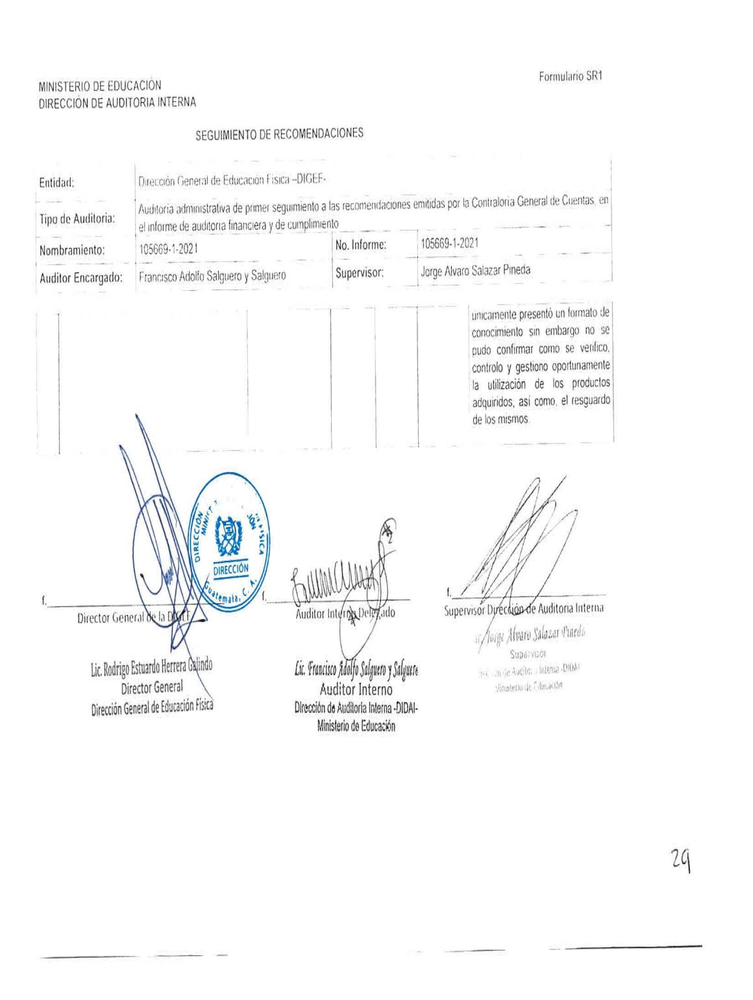 Formulario SR1
MINISTERIO DE EDUCACIÓN
DIRECCIÓN DE AUDITORIA INTERNA
SEGUIMIENTO DE RECOMENDACIONES
Entidad: Dirección General de Educación Física –DIGEF-
Tipo de Auditoria: Auditoria administrativa de primer seguimiento a las recomendaciones emitidas por la Contraloria General de Cuentas, en
el informe de auditoria financiera y de cumplimiento
Nombramiento: 105669-1-2021 No. Informe: 105669-1-2021
Auditor Encargado: Francisco Adolfo Salguero y Salguero Supervisor: Jorge Alvaro Salazar Pineda
unicamente presentó un formato de
conocimiento sin embargo no se
pudo confirmar como se verifico,
controlo y gestiono oportunamente
la utilización de los productos
adquiridos, así como, el resguardo
de los mismos.
DIRECCIÓN FISICA
DIRECCIÓN
Guatemala, C. A.
f. f. f.
Director General de la DIGEF Auditor Interno Delegado Supervisor Dirección de Auditoria Interna
Lic. Rodrigo Estuardo Herrera Galindo
Director General
Dirección General de Educación Física
Lic. Francisco Adolfo Salguero y Salguero
Auditor Interno
Dirección de Auditoria Interna -DIDAI-
Ministerio de Educación
Jorge Alvaro Salazar Pineda
Supervisor
de Auditoria Interna -DIDAI
Ministerio de Educación
29